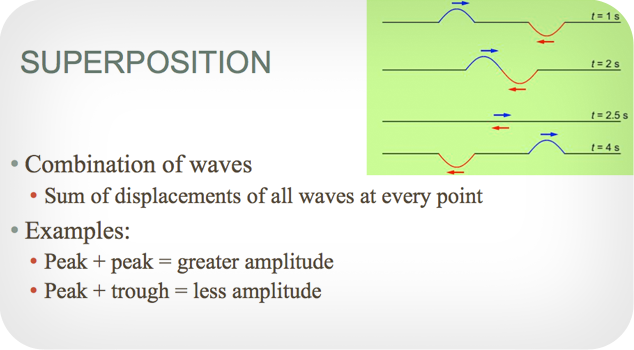 SUPERPOSITION
t = 1 s
t = 2 s
t = 2.5 s
t = 4 s
• Combination of waves
• Sum of displacements of all waves at every point
• Examples:
• Peak + peak = greater amplitude
• Peak + trough = less amplitude